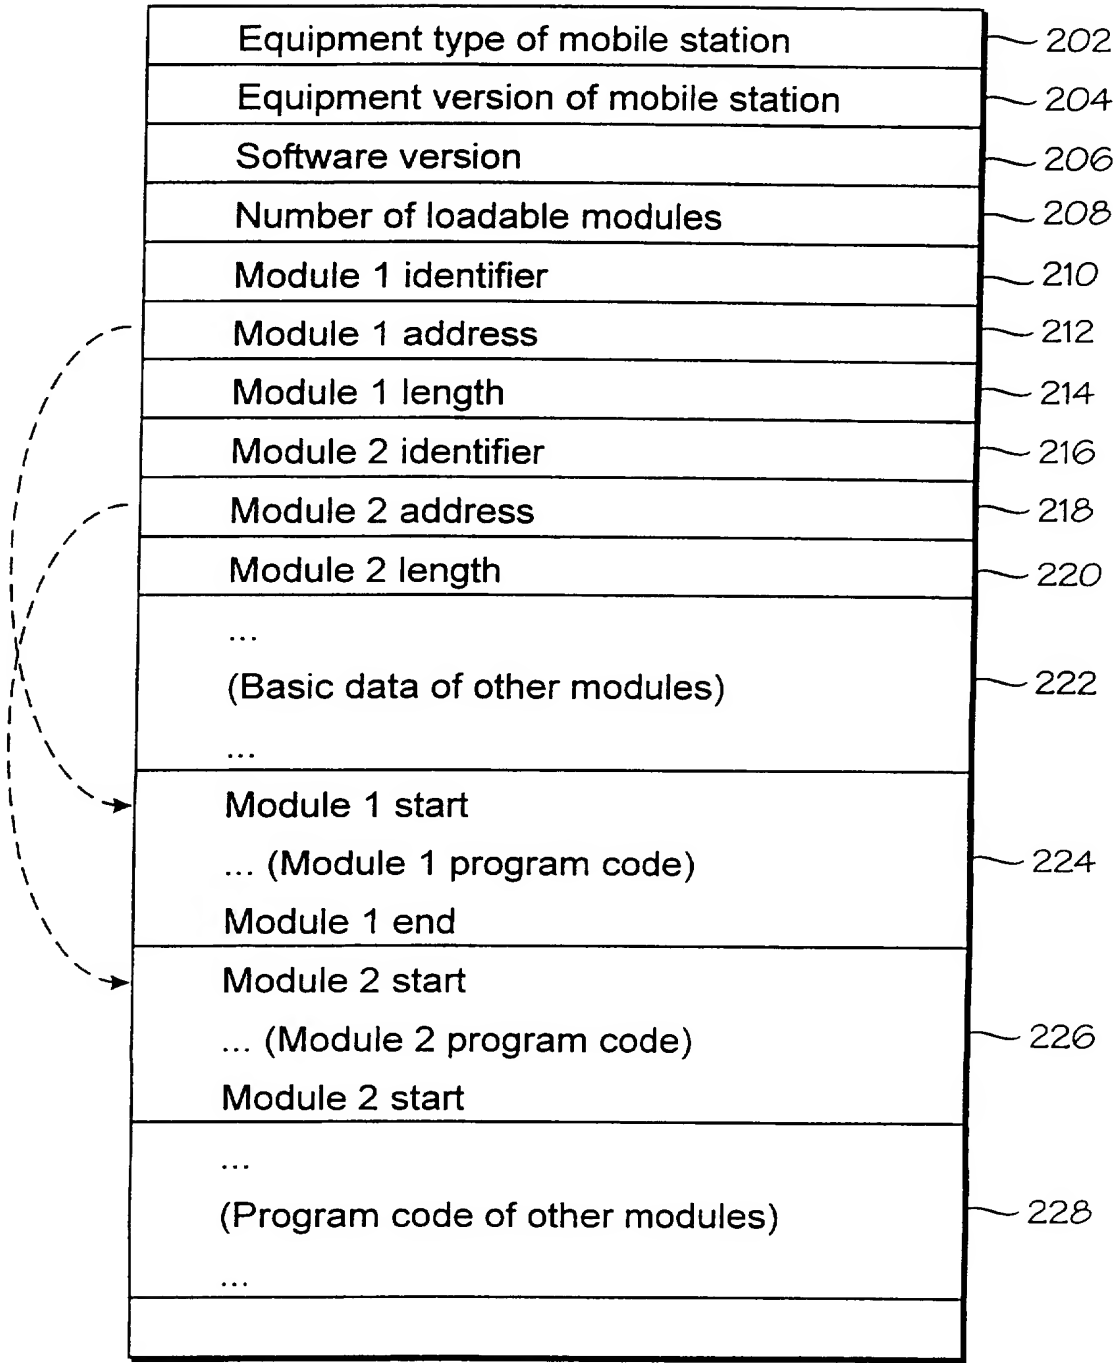 Equipment type of mobile station 202
Equipment version of mobile station 204
Software version 206
Number of loadable modules 208
Module 1 identifier 210
Module 1 address 212
Module 1 length 214
Module 2 identifier 216
Module 2 address 218
Module 2 length 220
...
(Basic data of other modules) 222
...
Module 1 start
... (Module 1 program code) 224
Module 1 end
Module 2 start
... (Module 2 program code) 226
Module 2 start
...
(Program code of other modules) 228
...